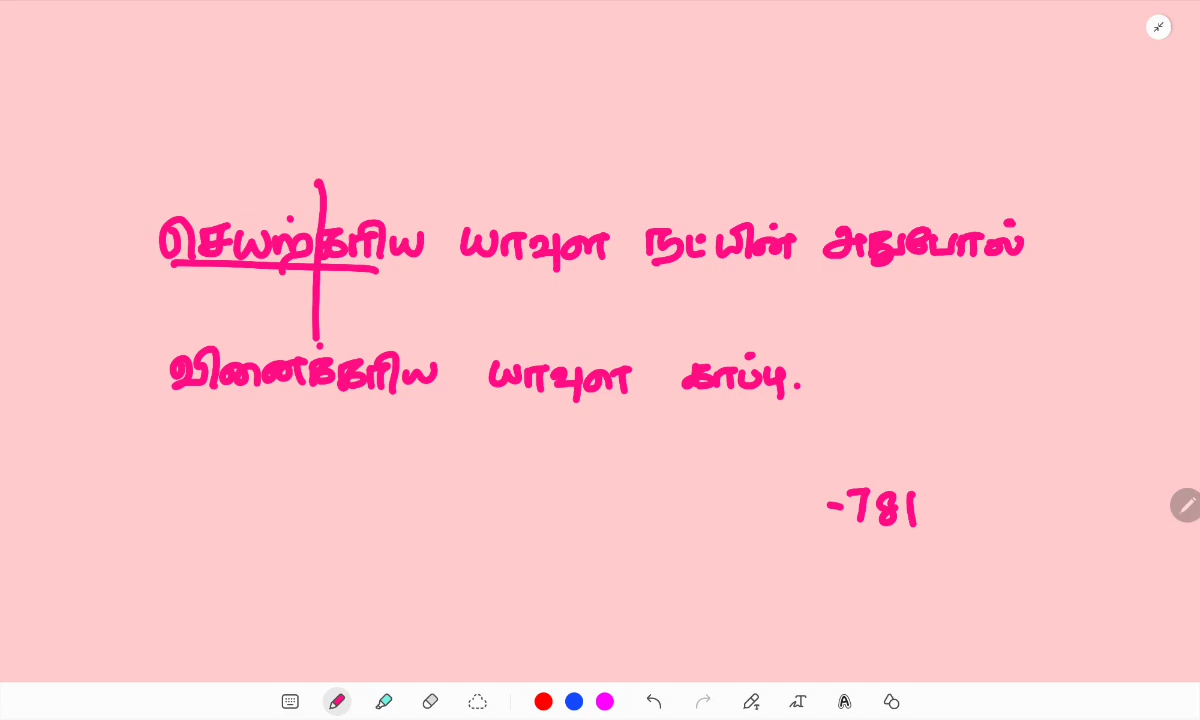 செயற்கரிய யாவுள நட்பின் அதுபோல்
வினைக்கரிய யாவுள காப்பு.
-781